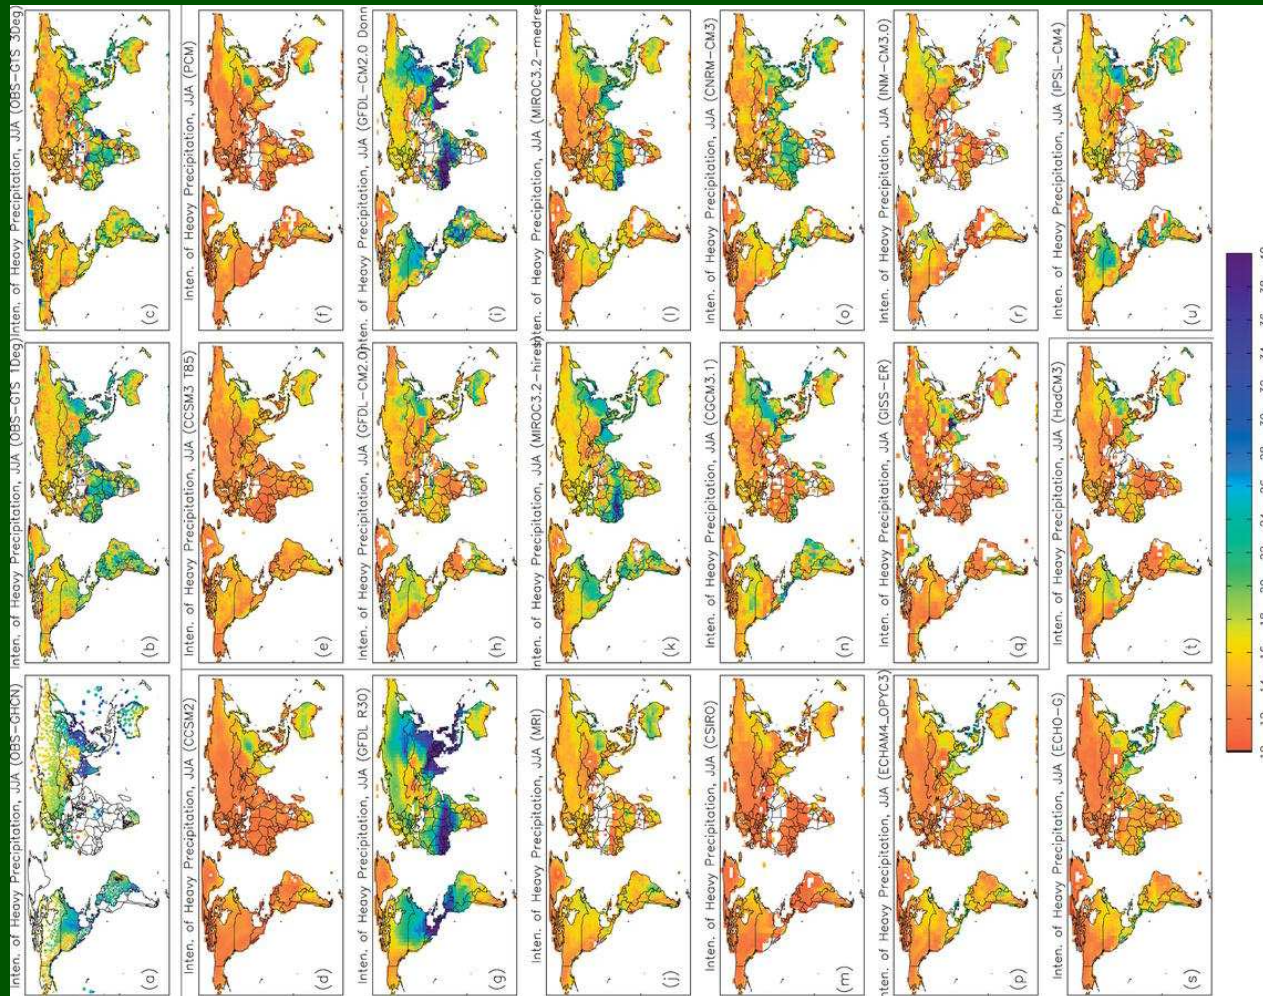 Inten. of Heavy Precipitation, JJA (OBS-GHCN)
(a)
Inten. of Heavy Precipitation, JJA (OBS-GTS 1Deg)
(b)
Inten. of Heavy Precipitation, JJA (OBS-GTS 3Deg)
(c)
Inten. of Heavy Precipitation, JJA (CCSM2)
(d)
Inten. of Heavy Precipitation, JJA (CCSM3 T85)
(e)
Inten. of Heavy Precipitation, JJA (PCM)
(f)
Inten. of Heavy Precipitation, JJA (GFDL R30)
(g)
Inten. of Heavy Precipitation, JJA (GFDL-CM2.0)
(h)
Inten. of Heavy Precipitation, JJA (GFDL-CM2.0 Donn
(i)
Inten. of Heavy Precipitation, JJA (MRI)
(j)
Inten. of Heavy Precipitation, JJA (MIROC3.2-hires)
(k)
Inten. of Heavy Precipitation, JJA (MIROC3.2-medres
(l)
Inten. of Heavy Precipitation, JJA (CSIRO)
(m)
Inten. of Heavy Precipitation, JJA (CGCM3.1)
(n)
Inten. of Heavy Precipitation, JJA (CNRM-CM3)
(o)
Inten. of Heavy Precipitation, JJA (ECHAM4_OPYC3)
(p)
Inten. of Heavy Precipitation, JJA (GISS-ER)
(q)
Inten. of Heavy Precipitation, JJA (INM-CM3.0)
(r)
Inten. of Heavy Precipitation, JJA (ECHO-G)
(s)
Inten. of Heavy Precipitation, JJA (HadCM3)
(t)
Inten. of Heavy Precipitation, JJA (IPSL-CM4)
(u)